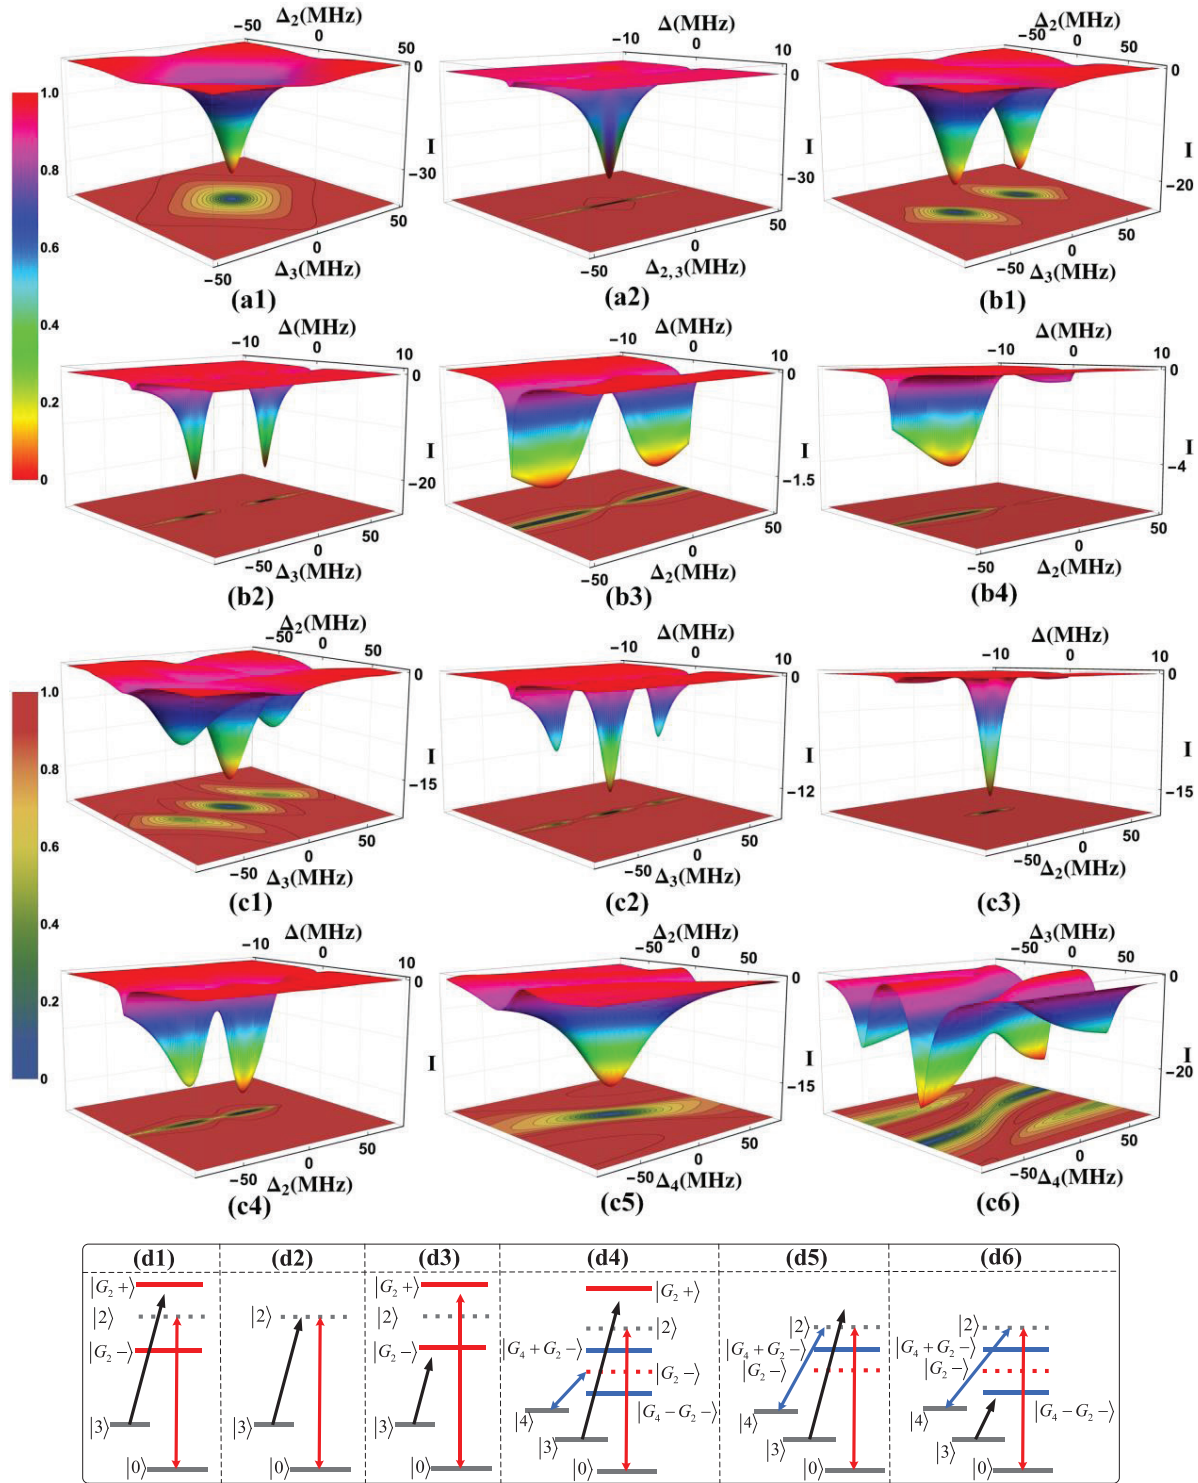 Δ₂(MHz)
−50
0
50
0
I
−30
50
0
Δ₃(MHz)
−50
(a1)
Δ(MHz)
−10
0
10
0
I
−30
50
0
Δ₂,₃(MHz)
−50
(a2)
Δ₂(MHz)
−50
0
50
0
I
−20
50
0
Δ₃(MHz)
−50
(b1)
1.0
0.8
0.6
0.4
0.2
0
Δ(MHz)
−10
0
10
0
I
−20
50
0
Δ₃(MHz)
−50
(b2)
Δ(MHz)
−10
0
10
0
I
−1.5
50
0
Δ₂(MHz)
−50
(b3)
Δ(MHz)
−10
0
10
0
I
−4
50
0
Δ₂(MHz)
−50
(b4)
Δ₂(MHz)
−50
0
50
0
I
−15
50
0
Δ₃(MHz)
−50
(c1)
Δ(MHz)
−10
0
10
0
I
−12
50
0
Δ₃(MHz)
−50
(c2)
Δ(MHz)
−10
0
10
0
I
−15
50
0
Δ₂(MHz)
−50
(c3)
1.0
0.8
0.6
0.4
0.2
0
Δ(MHz)
−10
0
10
0
I
50
0
Δ₂(MHz)
−50
(c4)
Δ₂(MHz)
−50
0
50
0
I
−15
50
0
−50 Δ₄(MHz)
(c5)
Δ₃(MHz)
−50
0
50
0
I
−20
50
0
−50
Δ₄(MHz)
(c6)
(d1)
|G₂+⟩
|2⟩
|G₂−⟩
|3⟩
|0⟩
(d2)
|2⟩
|3⟩
|0⟩
(d3)
|G₂+⟩
|2⟩
|G₂−⟩
|3⟩
|0⟩
(d4)
|G₂+⟩
|2⟩
|G₄+G₂−⟩
|G₂−⟩
|4⟩
|G₄−G₂−⟩
|3⟩
|0⟩
(d5)
|2⟩
|G₄+G₂−⟩
|G₂−⟩
|4⟩
|3⟩
|0⟩
(d6)
|2⟩
|G₄+G₂−⟩
|G₂−⟩
|4⟩
|G₄−G₂−⟩
|3⟩
|0⟩